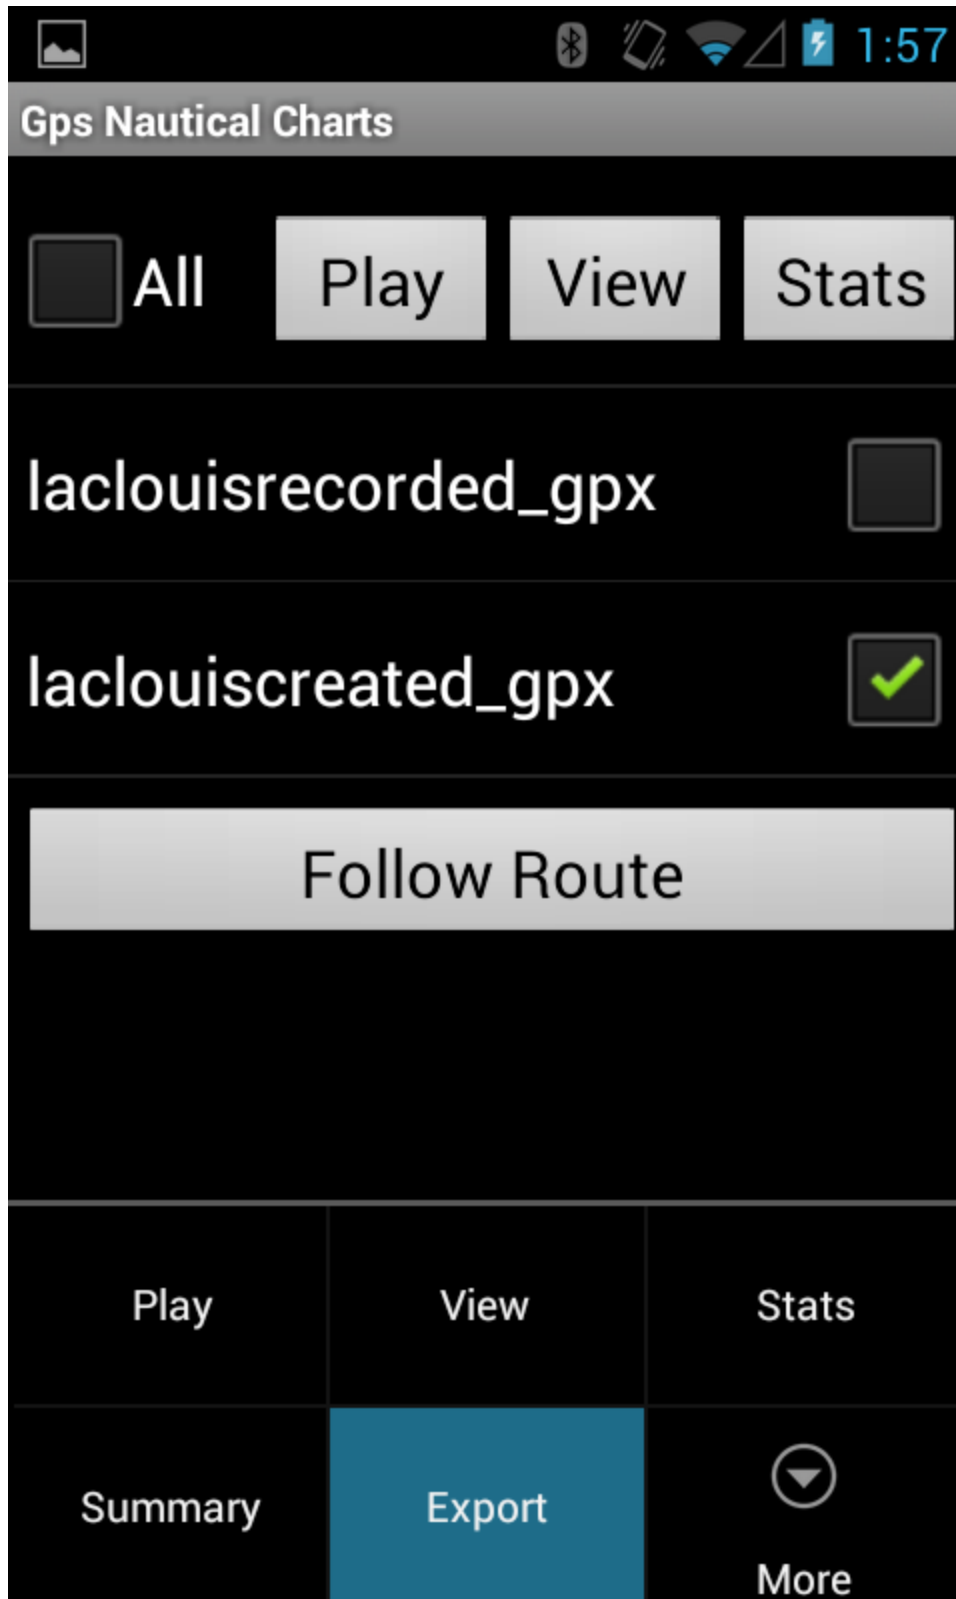 1:57
Gps Nautical Charts
All Play View Stats
laclouisrecorded_gpx
laclouiscreated_gpx
Follow Route
Play View Stats
Summary Export More